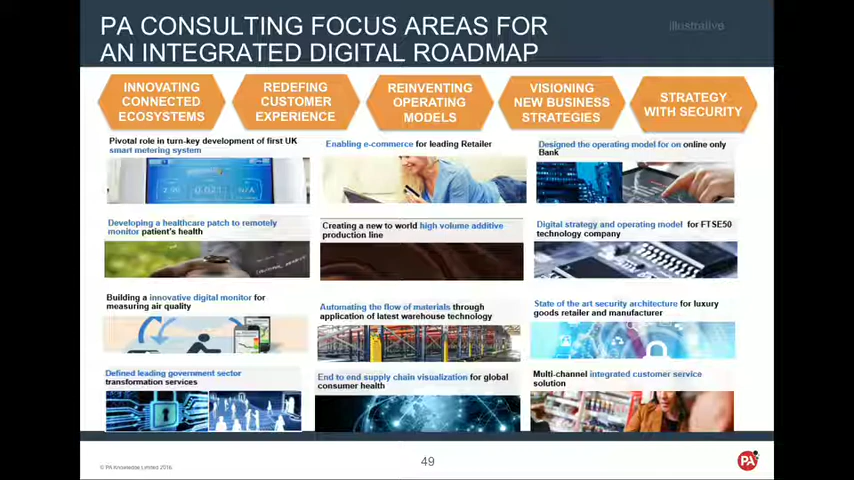 PA CONSULTING FOCUS AREAS FOR
AN INTEGRATED DIGITAL ROADMAP
illustrative
INNOVATING
CONNECTED
ECOSYSTEMS
REDEFING
CUSTOMER
EXPERIENCE
REINVENTING
OPERATING
MODELS
VISIONING
NEW BUSINESS
STRATEGIES
STRATEGY
WITH SECURITY
Pivotal role in turn-key development of first UK
smart metering system
Enabling e-commerce for leading Retailer
Designed the operating model for on online only
Bank
Developing a healthcare patch to remotely
monitor patient's health
Creating a new to world high volume additive
production line
Digital strategy and operating model for FTSE50
technology company
Building a innovative digital monitor for
measuring air quality
Automating the flow of materials through
application of latest warehouse technology
State of the art security architecture for luxury
goods retailer and manufacturer
Defined leading government sector
transformation services
End to end supply chain visualization for global
consumer health
Multi-channel integrated customer service
solution
© PA Knowledge Limited 2016
49
PA